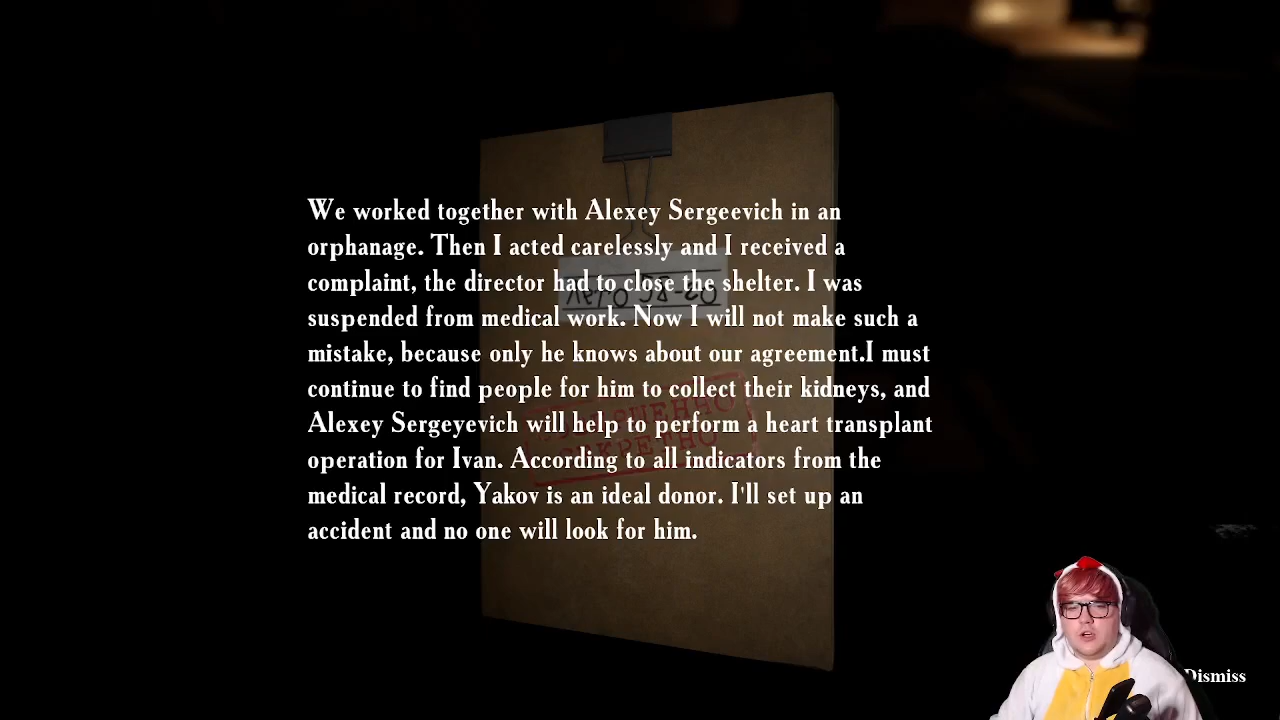 We worked together with Alexey Sergeevich in an
orphanage. Then I acted carelessly and I received a
complaint, the director had to close the shelter. I was
suspended from medical work. Now I will not make such a
mistake, because only he knows about our agreement.I must
continue to find people for him to collect their kidneys, and
Alexey Sergeyevich will help to perform a heart transplant
operation for Ivan. According to all indicators from the
medical record, Yakov is an ideal donor. I'll set up an
accident and no one will look for him.
Dismiss